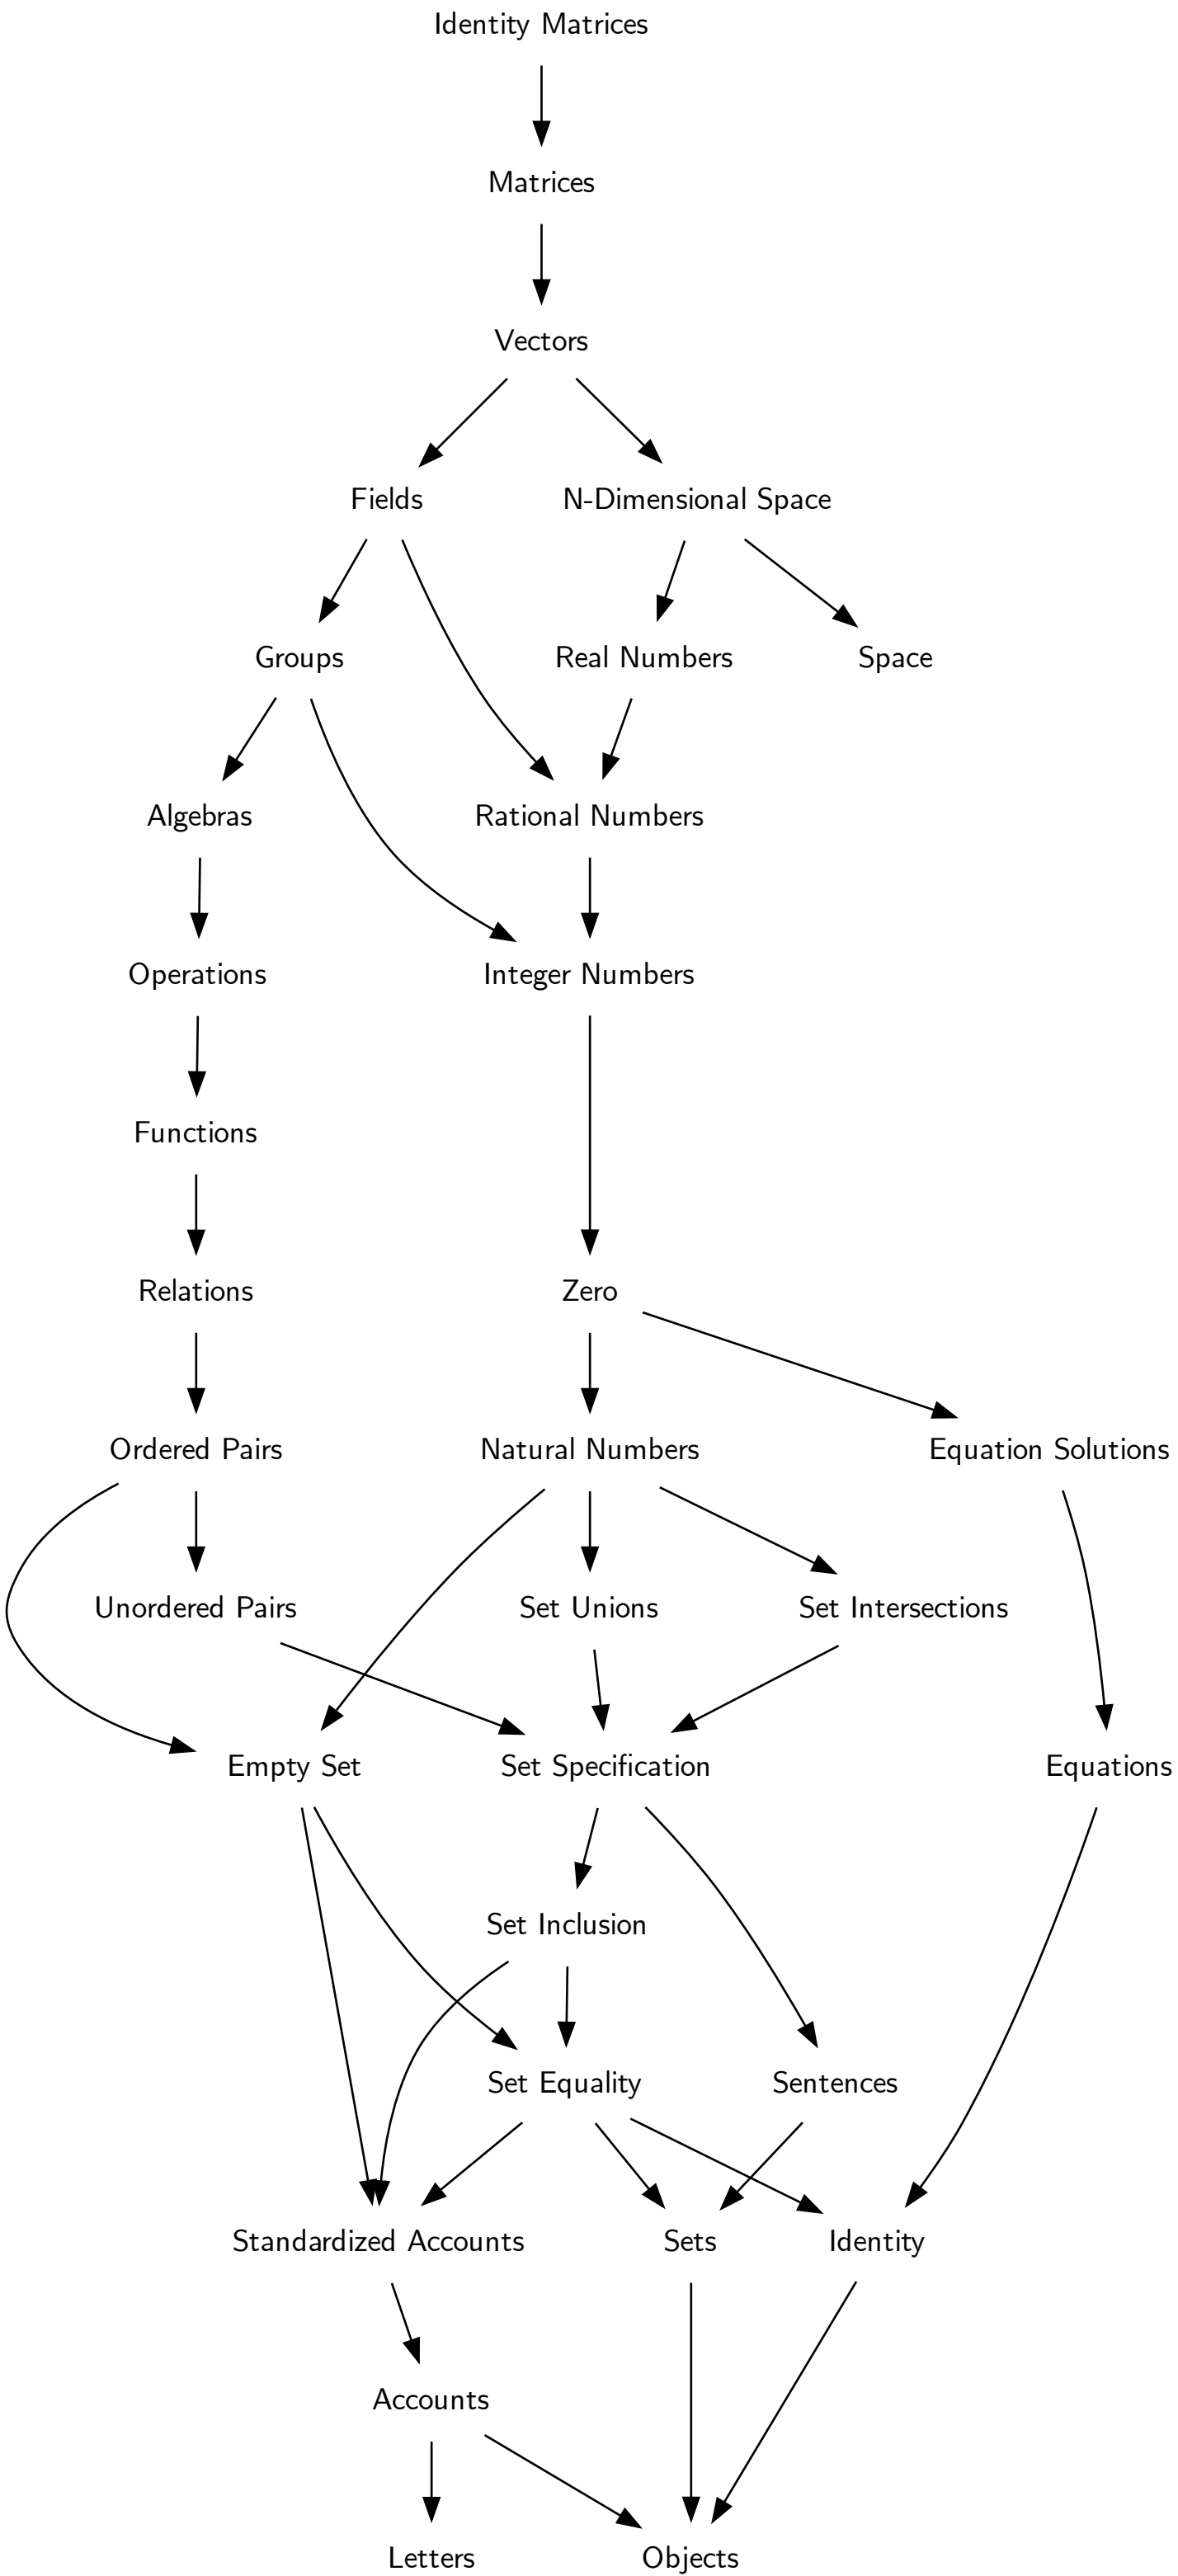 Identity Matrices
Matrices
Vectors
Fields
N-Dimensional Space
Groups
Real Numbers
Space
Algebras
Rational Numbers
Operations
Integer Numbers
Functions
Relations
Zero
Ordered Pairs
Natural Numbers
Equation Solutions
Unordered Pairs
Set Unions
Set Intersections
Empty Set
Set Specification
Equations
Set Inclusion
Set Equality
Sentences
Standardized Accounts
Sets
Identity
Accounts
Letters
Objects